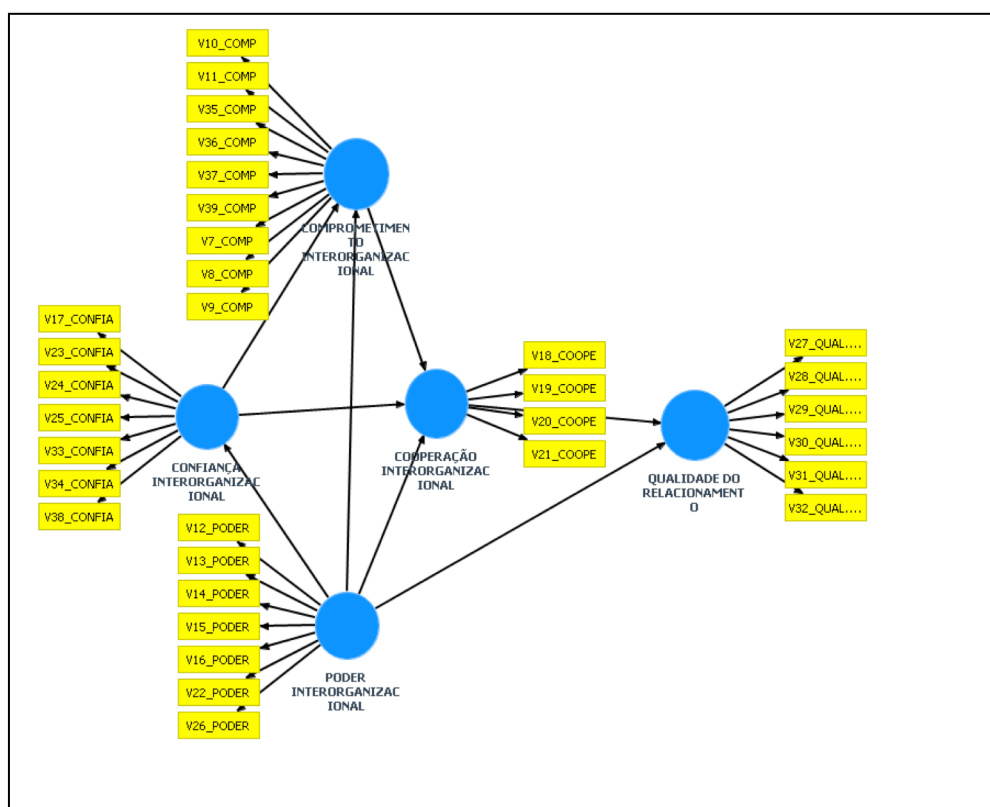 V10_COMP
V11_COMP
V35_COMP
V36_COMP
V37_COMP
V39_COMP
V7_COMP
V8_COMP
V9_COMP
COMPROMETIMEN
TO
INTERORGANIZAC
IONAL
V17_CONFIA
V23_CONFIA
V24_CONFIA
V25_CONFIA
V33_CONFIA
V34_CONFIA
V38_CONFIA
CONFIANÇA
INTERORGANIZAC
IONAL
V18_COOPE
V19_COOPE
V20_COOPE
V21_COOPE
COOPERAÇÃO
INTERORGANIZAC
IONAL
V27_QUAL....
V28_QUAL....
V29_QUAL....
V30_QUAL....
V31_QUAL....
V32_QUAL....
QUALIDADE DO
RELACIONAMENT
O
V12_PODER
V13_PODER
V14_PODER
V15_PODER
V16_PODER
V22_PODER
V26_PODER
PODER
INTERORGANIZAC
IONAL